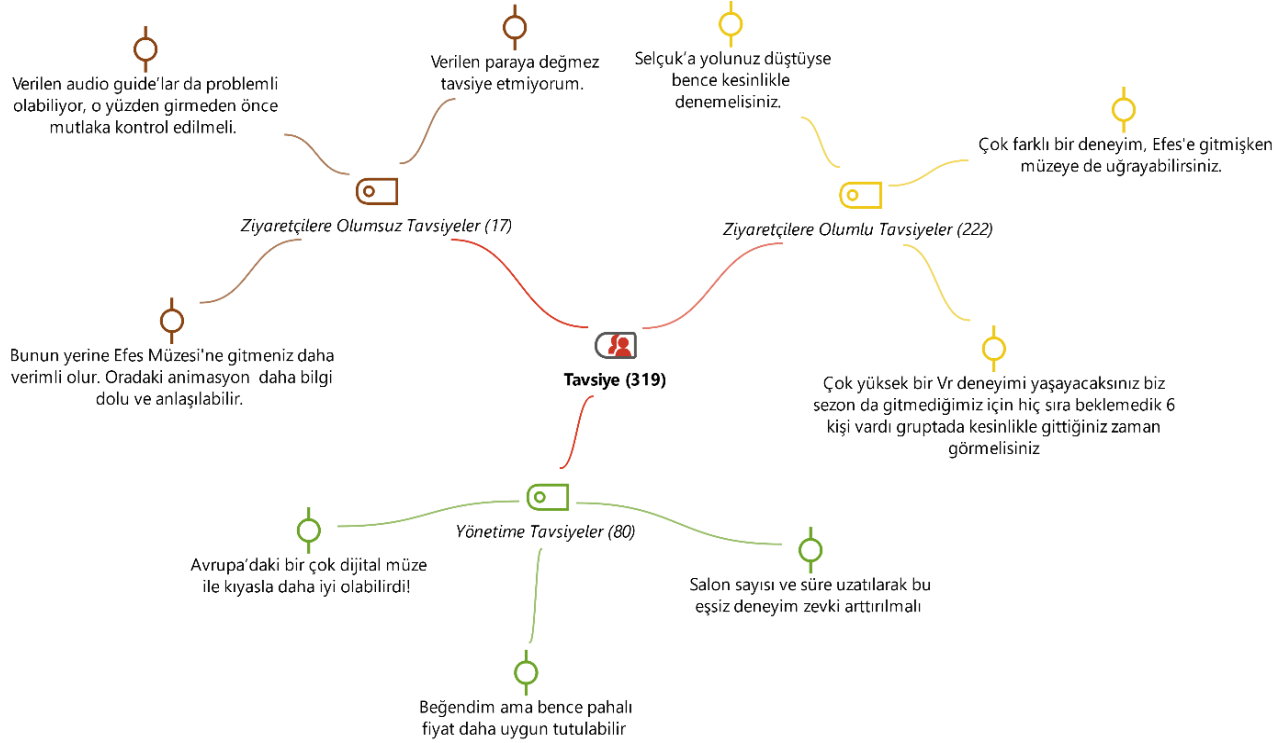 Verilen audio guide’lar da problemli
olabiliyor, o yüzden girmeden önce
mutlaka kontrol edilmeli.
Verilen paraya değmez
tavsiye etmiyorum.
Selçuk’a yolunuz düştüyse
bence kesinlikle
denemelisiniz.
Çok farklı bir deneyim, Efes'e gitmişken
müzeye de uğrayabilirsiniz.
Ziyaretçilere Olumsuz Tavsiyeler (17)
Ziyaretçilere Olumlu Tavsiyeler (222)
Bunun yerine Efes Müzesi'ne gitmeniz daha
verimli olur. Oradaki animasyon daha bilgi
dolu ve anlaşılabilir.
Tavsiye (319)
Çok yüksek bir Vr deneyimi yaşayacaksınız biz
sezon da gitmediğimiz için hiç sıra beklemedik 6
kişi vardı gruptada kesinlikle gittiğiniz zaman
görmelisiniz
Yönetime Tavsiyeler (80)
Avrupa’daki bir çok dijital müze
ile kıyasla daha iyi olabilirdi!
Salon sayısı ve süre uzatılarak bu
eşsiz deneyim zevki arttırılmalı
Beğendim ama bence pahalı
fiyat daha uygun tutulabilir